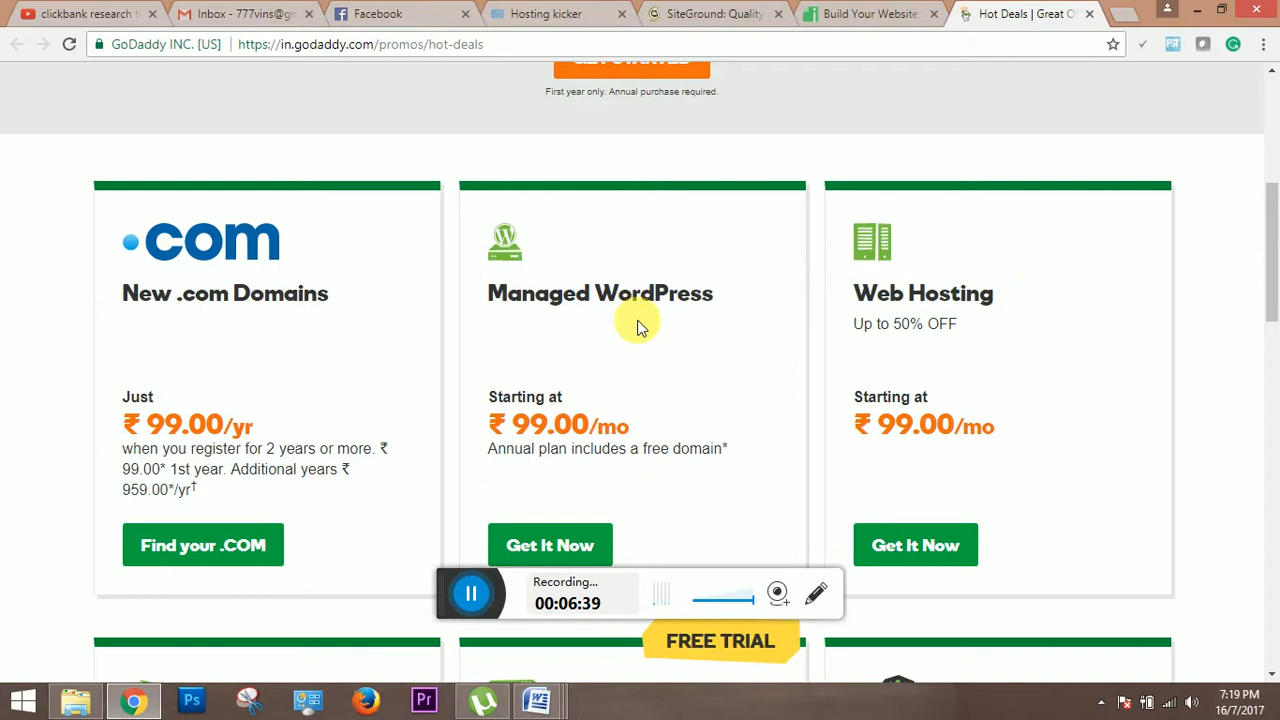 clickbank research t
Inbox - 777vins@gm
Facebook
Hosting kicker
SiteGround: Quality
Build Your Website
Hot Deals | Great O
GoDaddy INC. [US]
https://in.godaddy.com/promos/hot-deals
GET STARTED
First year only. Annual purchase required.
.com
New .com Domains
Just
₹ 99.00/yr
when you register for 2 years or more. ₹
99.00* 1st year. Additional years ₹
959.00*/yr†
Find your .COM
Managed WordPress
Starting at
₹ 99.00/mo
Annual plan includes a free domain*
Get It Now
Web Hosting
Up to 50% OFF
Starting at
₹ 99.00/mo
Get It Now
Recording...
00:06:39
FREE TRIAL
Ps
Pr
7:19 PM
16/7/2017